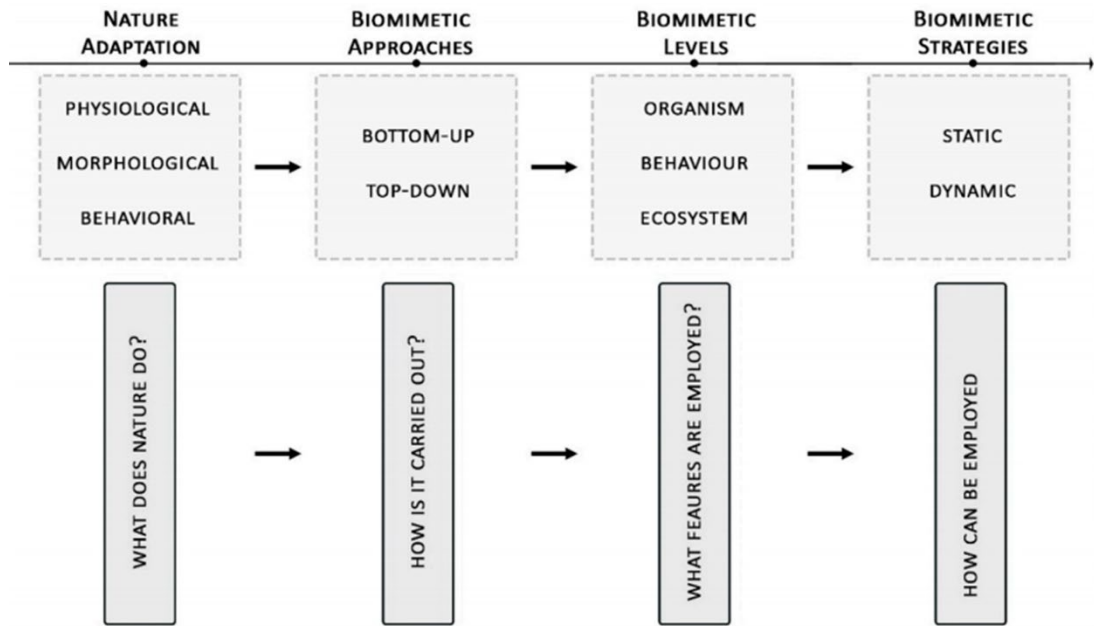 NATURE
ADAPTATION
BIOMIMETIC
APPROACHES
BIOMIMETIC
LEVELS
BIOMIMETIC
STRATEGIES
PHYSIOLOGICAL
MORPHOLOGICAL
BEHAVIORAL
BOTTOM-UP
TOP-DOWN
ORGANISM
BEHAVIOUR
ECOSYSTEM
STATIC
DYNAMIC
WHAT DOES NATURE DO?
HOW IS IT CARRIED OUT?
WHAT FEAURES ARE EMPLOYED?
HOW CAN BE EMPLOYED